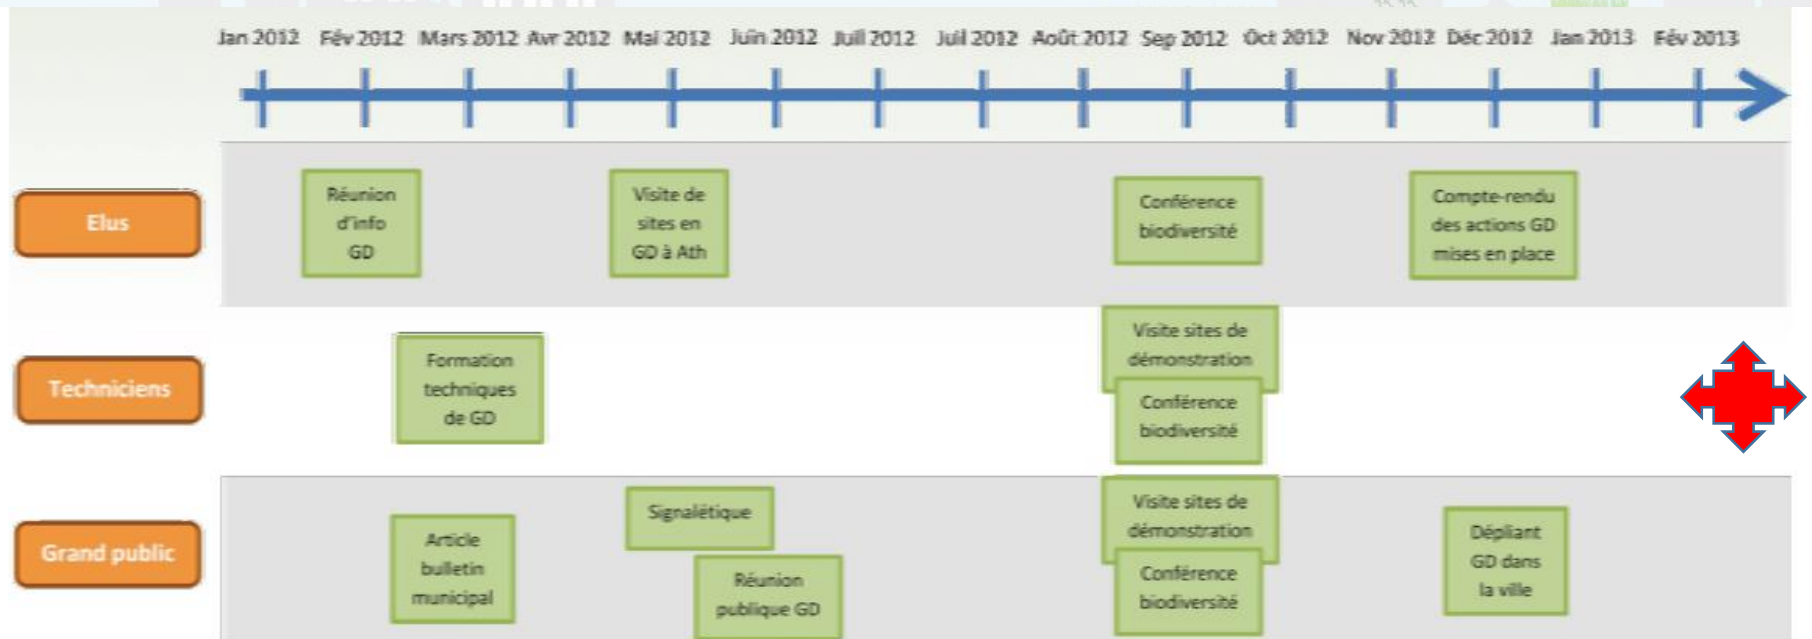 Jan 2012 Fév 2012 Mars 2012 Avr 2012 Mai 2012 Juin 2012 Juill 2012 Juil 2012 Août 2012 Sep 2012 Oct 2012 Nov 2012 Déc 2012 Jan 2013 Fév 2013
Elus
Réunion
d'info
GD
Visite de
sites en
GD à Ath
Conférence
biodiversité
Compte-rendu
des actions GD
mises en place
Techniciens
Formation
techniques
de GD
Visite sites de
démonstration
Conférence
biodiversité
Grand public
Article
bulletin
municipal
Signalétique
Réunion
publique GD
Visite sites de
démonstration
Conférence
biodiversité
Dépliant
GD dans
la ville